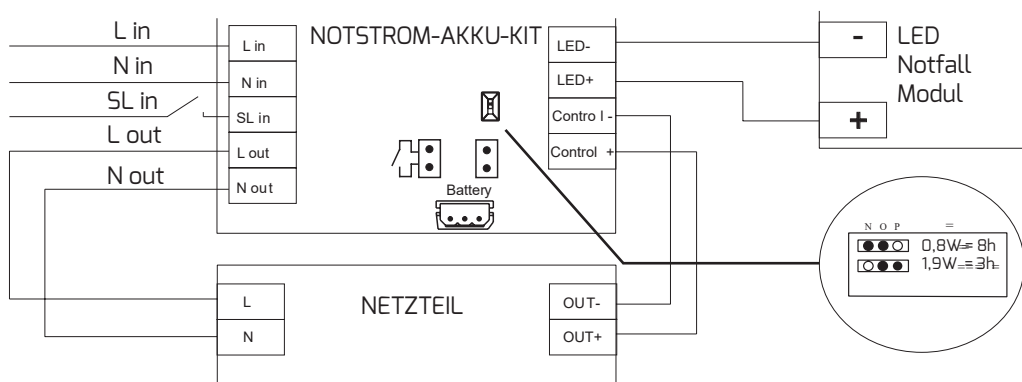 L in
N in
SL in
L out
N out
L in
N in
SL in
L out
N out
NOTSTROM-AKKU-KIT
Battery
LED-
LED+
Contro l -
Control +
-
+
LED
Notfall
Modul
N O P =
0,8W= 8h
1,9W= 3h
L
N
NETZTEIL
OUT-
OUT+